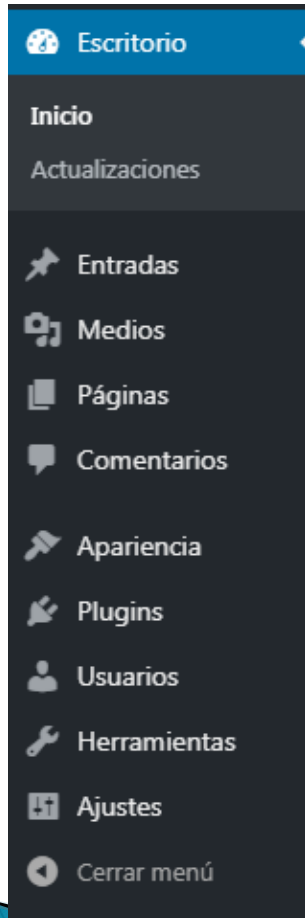 Escritorio
Inicio
Actualizaciones
Entradas
Medios
Páginas
Comentarios
Apariencia
Plugins
Usuarios
Herramientas
Ajustes
Cerrar menú